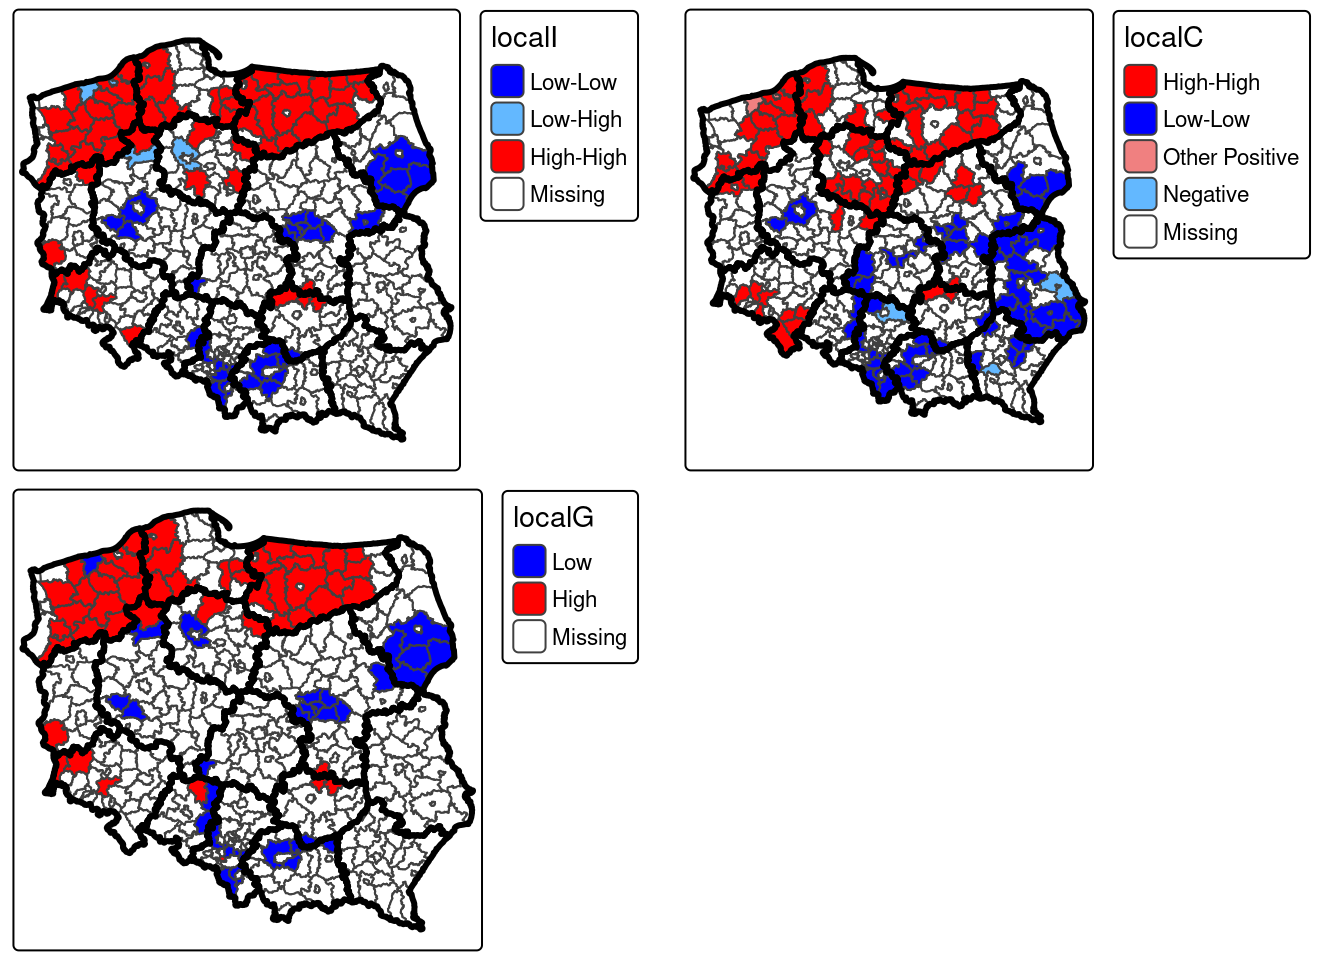 localI
Low-Low
Low-High
High-High
Missing
localC
High-High
Low-Low
Other Positive
Negative
Missing
localG
Low
High
Missing